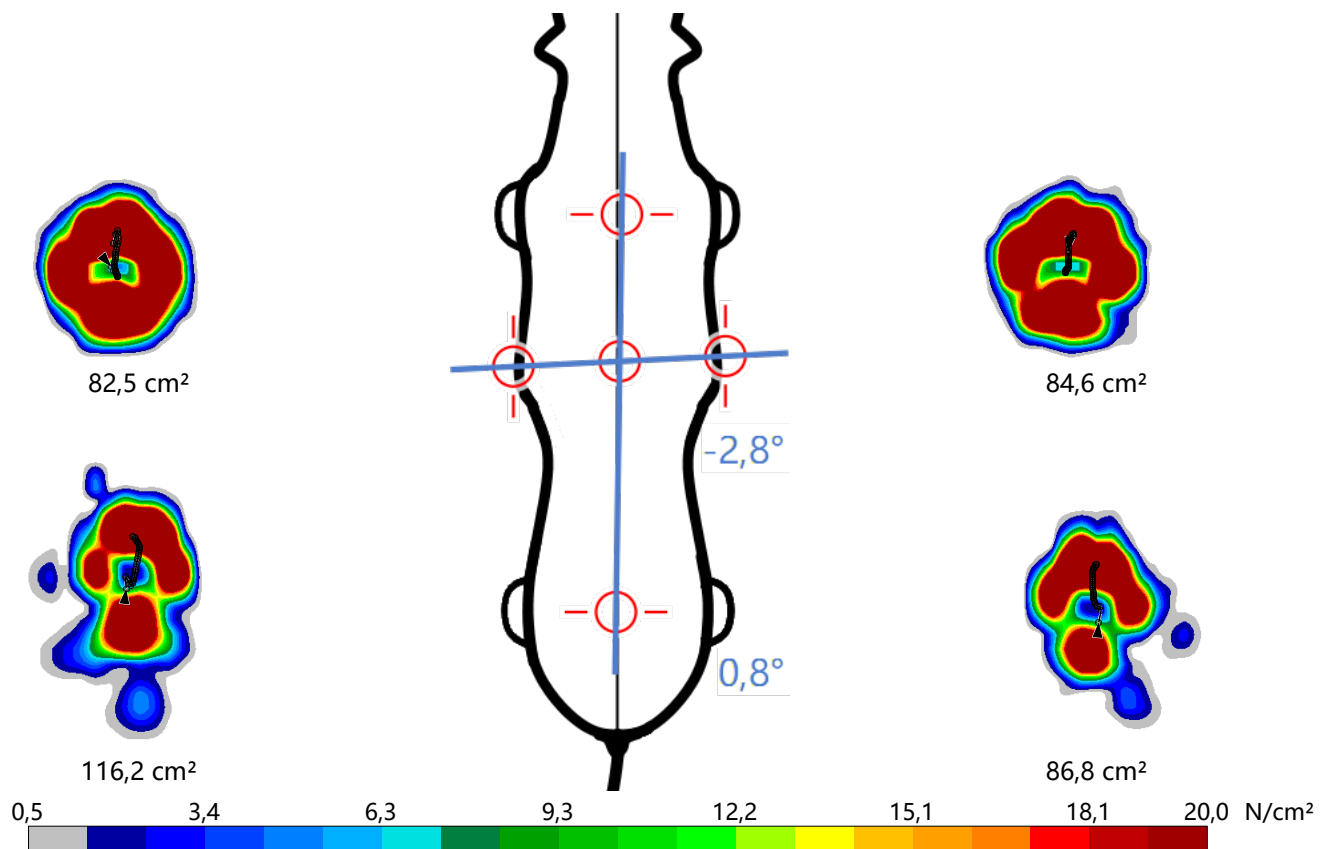 82,5 cm²
84,6 cm²
-2,8°
0,8°
116,2 cm²
86,8 cm²
0,5 3,4 6,3 9,3 12,2 15,1 18,1 20,0 N/cm²